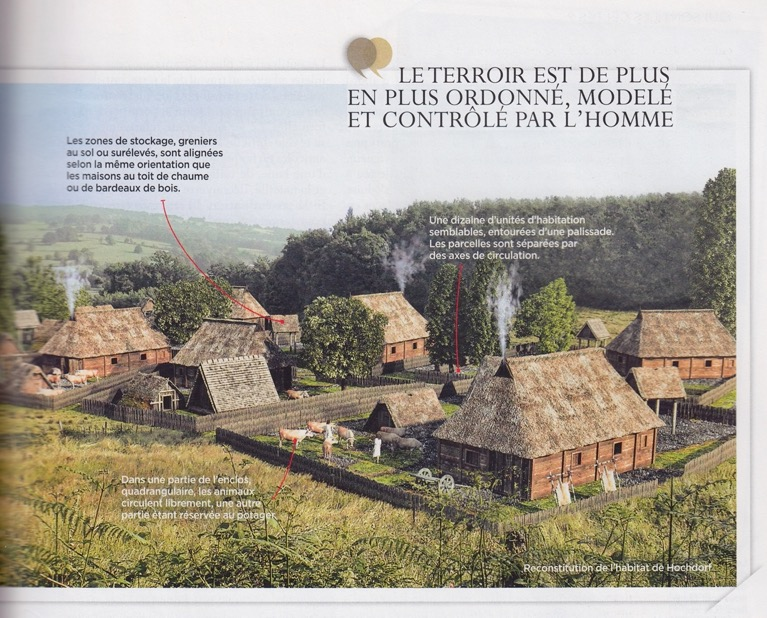 LE TERROIR EST DE PLUS
EN PLUS ORDONNÉ, MODELÉ
ET CONTRÔLÉ PAR L'HOMME
Les zones de stockage, greniers
au sol ou surélevés, sont alignées
selon la même orientation que
les maisons au toit de chaume
ou de bardeaux de bois.
Une dizaine d'unités d'habitation
semblables, entourées d'une palissade.
Les parcelles sont séparées par
des axes de circulation.
Dans une partie de l'enclos,
quadrangulaire, les animaux
circulent librement, une autre
partie étant réservée au potager.
Reconstitution de l'habitat de Hochdorf